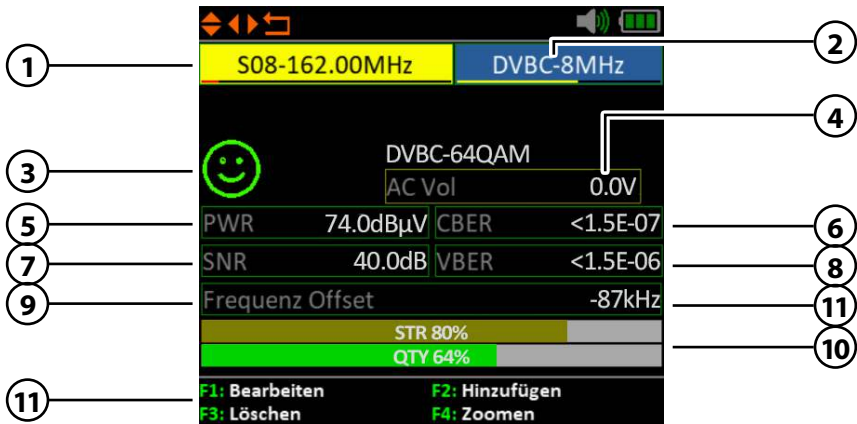 1
2
S08-162.00MHz DVBC-8MHz
4
3
DVBC-64QAM
AC Vol 0.0V
5 PWR 74.0dBµV CBER <1.5E-07 6
7 SNR 40.0dB VBER <1.5E-06 8
9 Frequenz Offset -87kHz 11
STR 80%
QTY 64% 10
11 F1: Bearbeiten F2: Hinzufügen
F3: Löschen F4: Zoomen